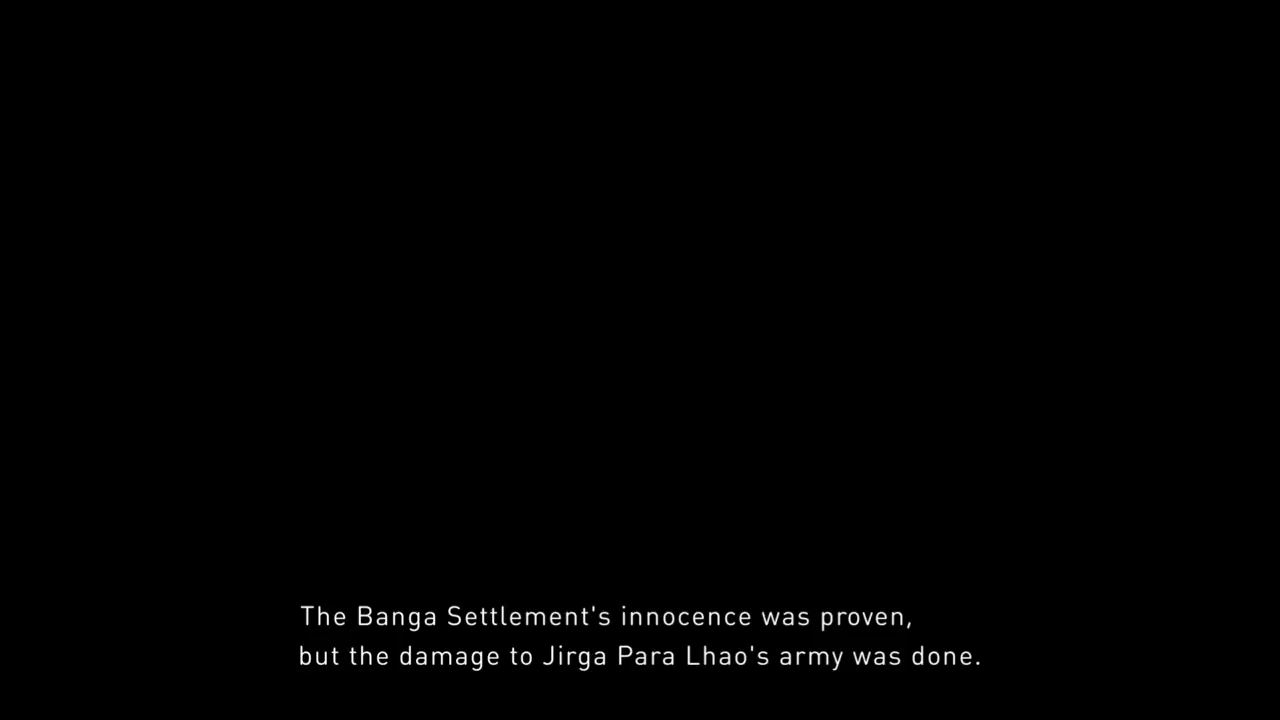 The Banga Settlement's innocence was proven,
but the damage to Jirga Para Lhao's army was done.